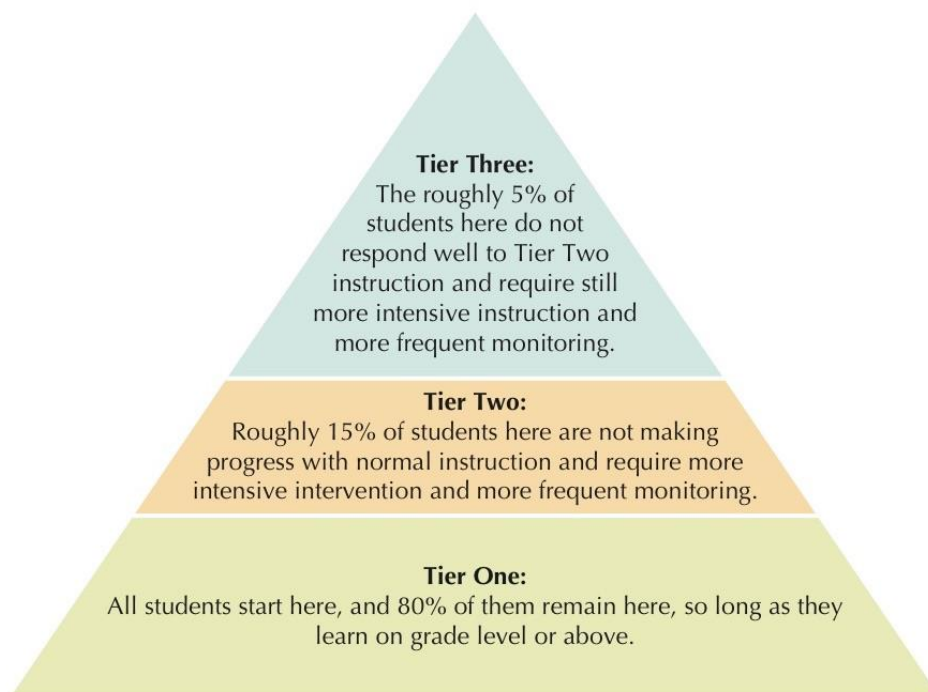 Tier Three:
The roughly 5% of
students here do not
respond well to Tier Two
instruction and require still
more intensive instruction and
more frequent monitoring.
Tier Two:
Roughly 15% of students here are not making
progress with normal instruction and require more
intensive intervention and more frequent monitoring.
Tier One:
All students start here, and 80% of them remain here, so long as they
learn on grade level or above.